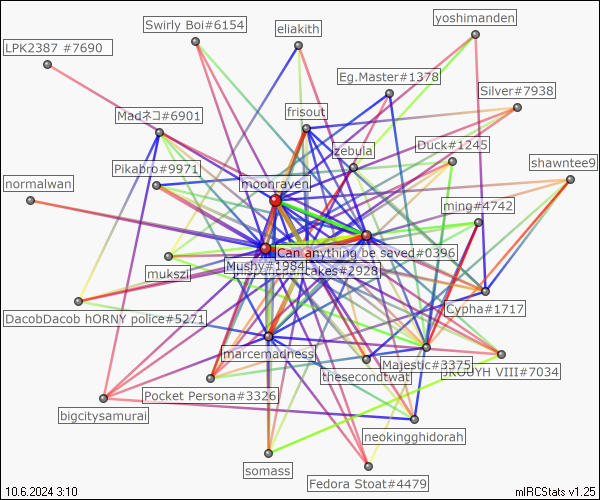 yoshimanden
Swirly Boi#6154
eliakith
LPK2387 #7690
Eg.Master#1378
Silver#7938
Madネコ#6901
frisout
Duck#1245
zebula
shawntee9
Pikabro#9971
normalwan
moonraven
ming#4742
Can anything be saved#0396
Mushy#1984
cakes#2928
mukszi
Cypha#1717
DacobDacob hORNY police#5271
marcemadness
Majestic#3375
thesecondtwat
JROUYH VIII#7034
Pocket Persona#3326
bigcitysamurai
neokingghidorah
somass
Fedora Stoat#4479
10.6.2024 3:10
mIRCStats v1.25